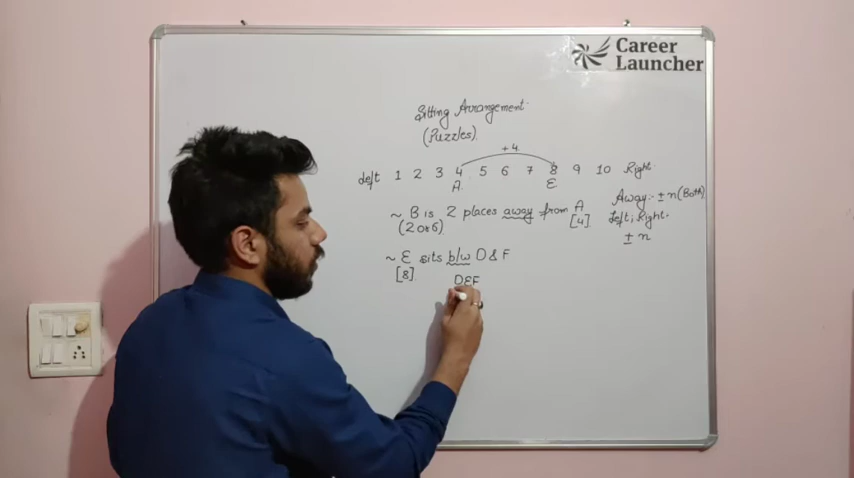 Career
Launcher
Sitting Arrangement
(Puzzles)
+4
Left 1 2 3 4 5 6 7 8 9 10 Right
A E
Away:- ±n (Both)
~ B is 2 places away from A
(2 or 6) [4]
Left; Right.
± n
~ E sits b/w D & F
[8] DEF